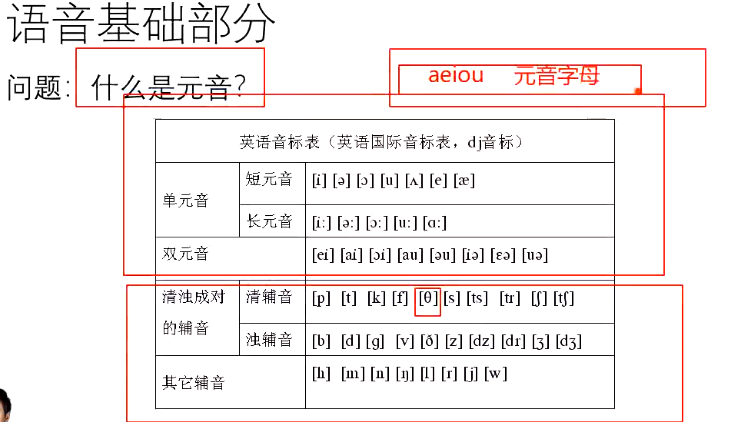 语音基础部分
问题：什么是元音？
aeiou 元音字母
英语音标表（英语国际音标表，dj音标）
单元音 短元音 [i] [ə] [ɔ] [u] [ʌ] [e] [æ]
长元音 [i:] [ə:] [ɔ:] [u:] [ɑ:]
双元音 [ei] [ai] [ɔi] [au] [əu] [iə] [ɛə] [uə]
清浊成对的辅音 清辅音 [p] [t] [k] [f] [θ] [s] [ts] [tr] [ʃ] [tʃ]
浊辅音 [b] [d] [g] [v] [ð] [z] [dz] [dr] [ʒ] [dʒ]
其它辅音 [h] [m] [n] [ŋ] [l] [r] [j] [w]